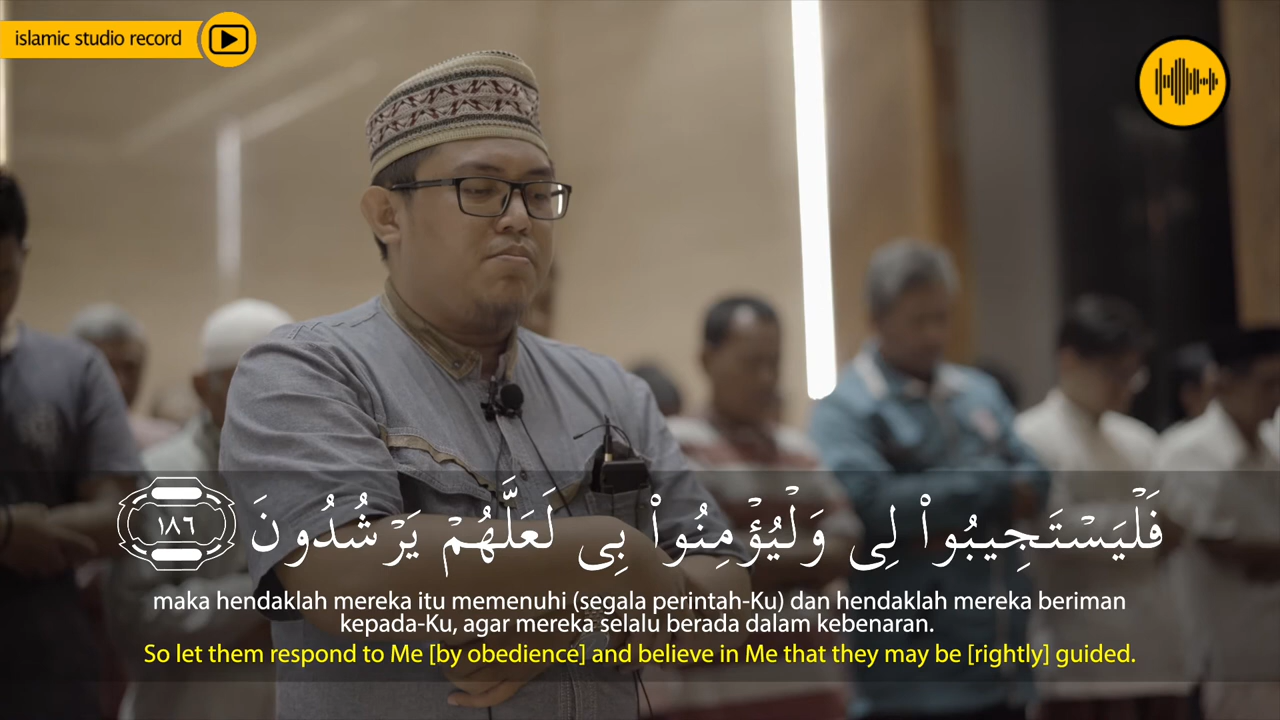 islamic studio record
فَلْيَسْتَجِيبُوا۟ لِى وَلْيُؤْمِنُوا۟ بِى لَعَلَّهُمْ يَرْشُدُونَ ١٨٦
maka hendaklah mereka itu memenuhi (segala perintah-Ku) dan hendaklah mereka beriman
kepada-Ku, agar mereka selalu berada dalam kebenaran.
So let them respond to Me [by obedience] and believe in Me that they may be [rightly] guided.